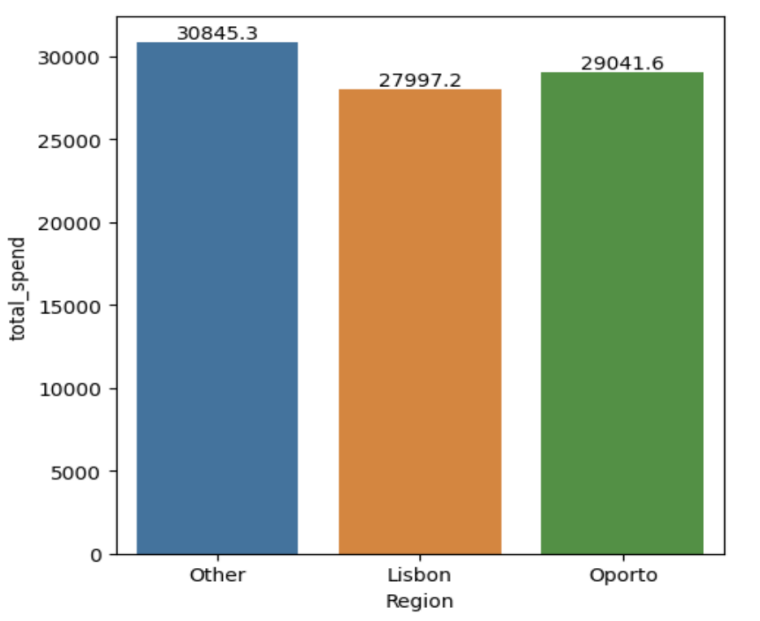 30845.3
27997.2
29041.6
30000
25000
20000
15000
10000
5000
0
total_spend
Other
Lisbon
Oporto
Region